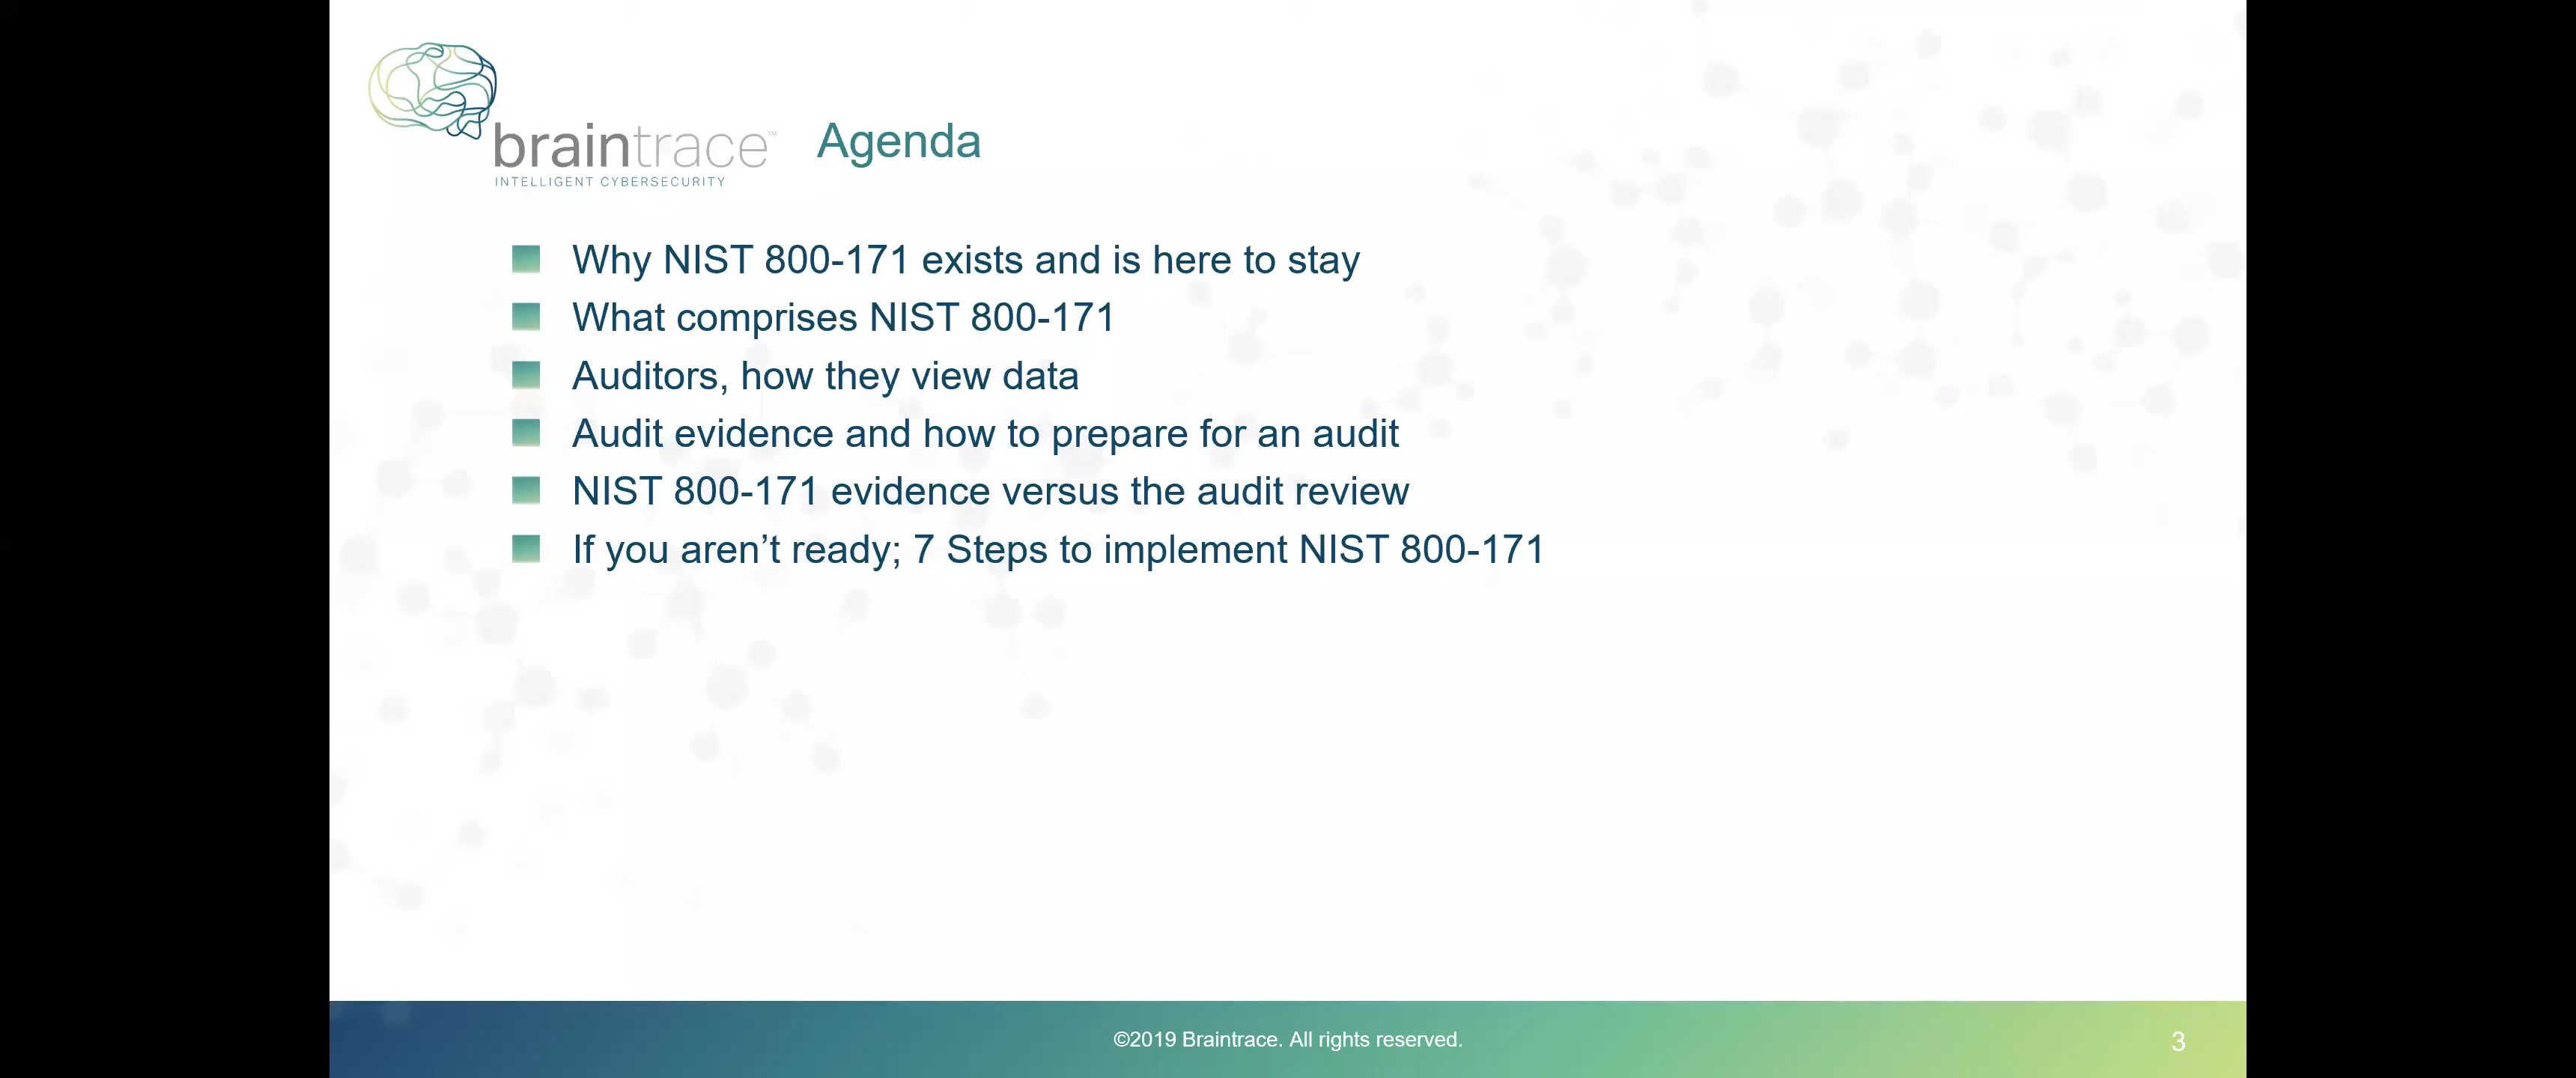 braintrace™
INTELLIGENT CYBERSECURITY
Agenda
Why NIST 800-171 exists and is here to stay
What comprises NIST 800-171
Auditors, how they view data
Audit evidence and how to prepare for an audit
NIST 800-171 evidence versus the audit review
If you aren’t ready; 7 Steps to implement NIST 800-171
©2019 Braintrace. All rights reserved.
3